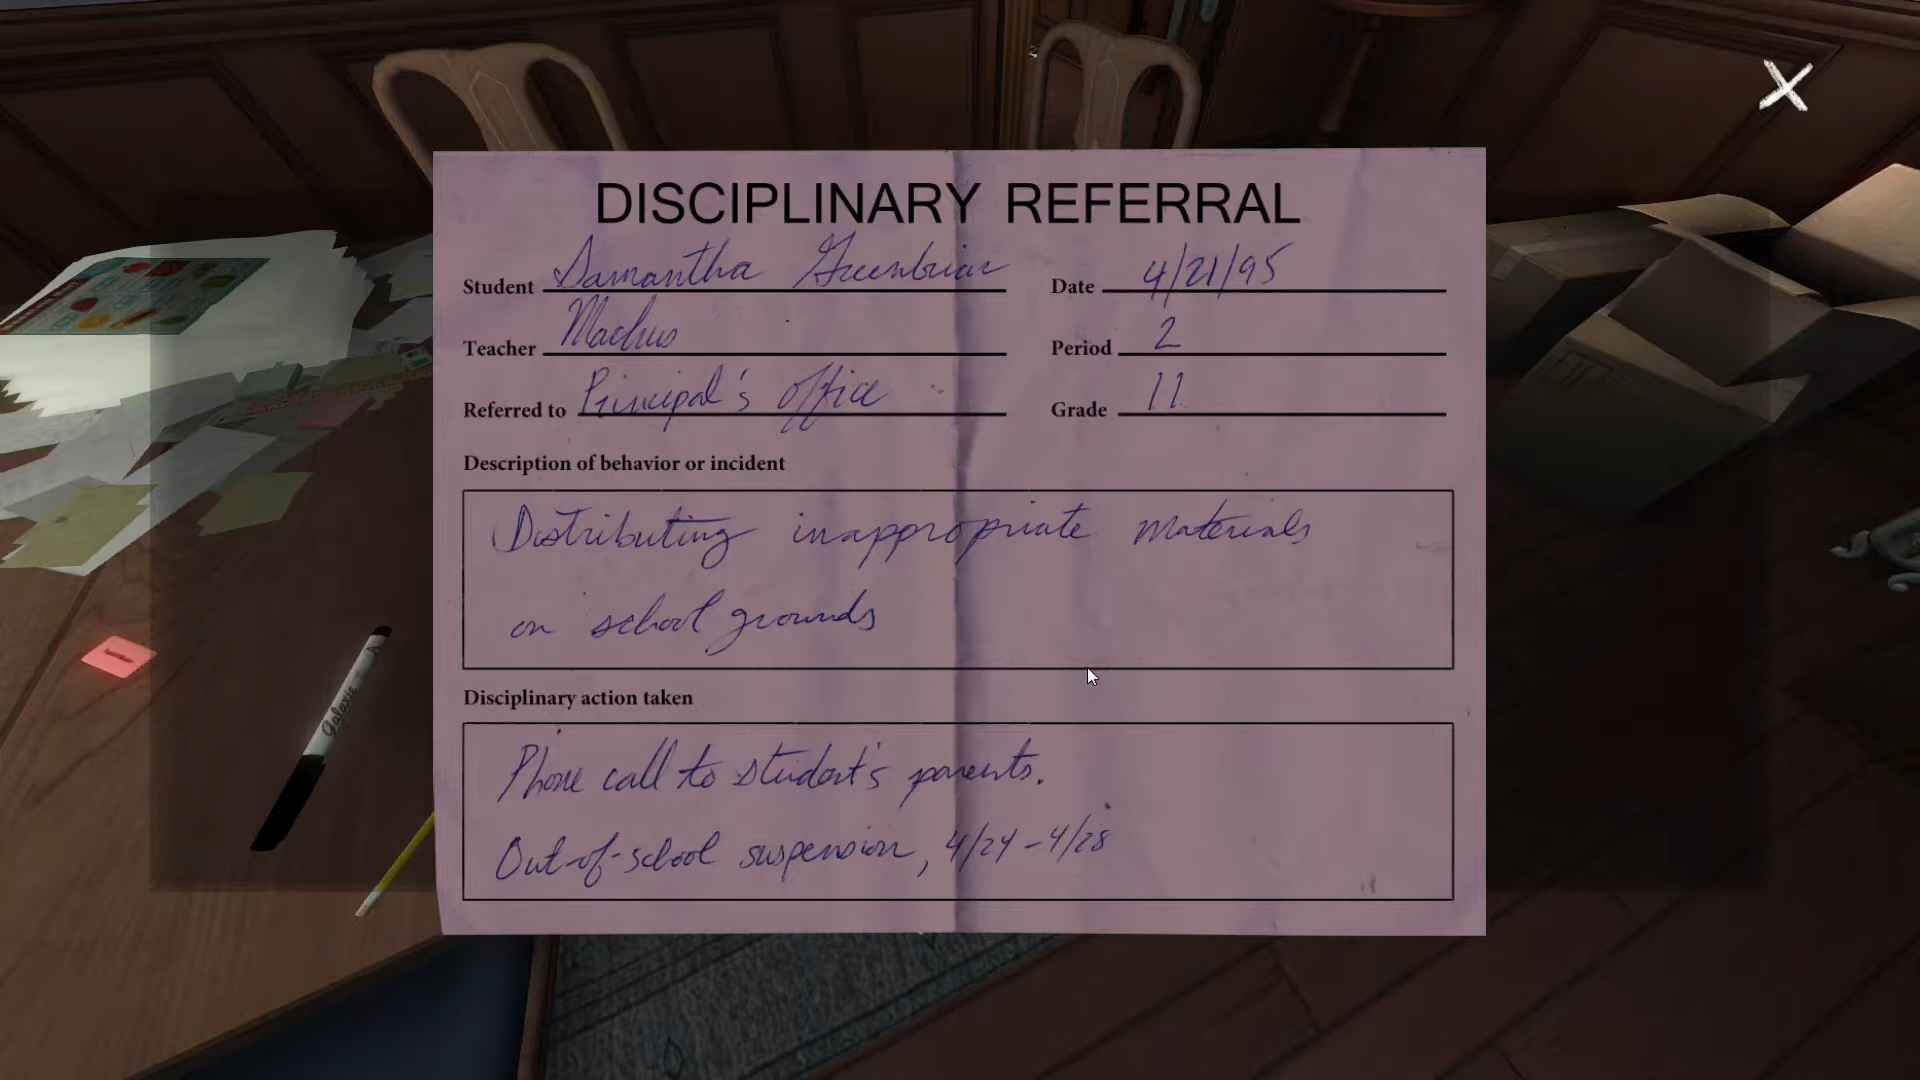 DISCIPLINARY REFERRAL
Student Samantha Greenbriar
Date 4/21/95
Teacher
Period 2
Referred to Principal's office
Grade 11
Description of behavior or incident
Distributing inappropriate materials
on school grounds
Disciplinary action taken
Phone call to student's parents.
Out-of-school suspension, 4/24-4/28
Galaxie